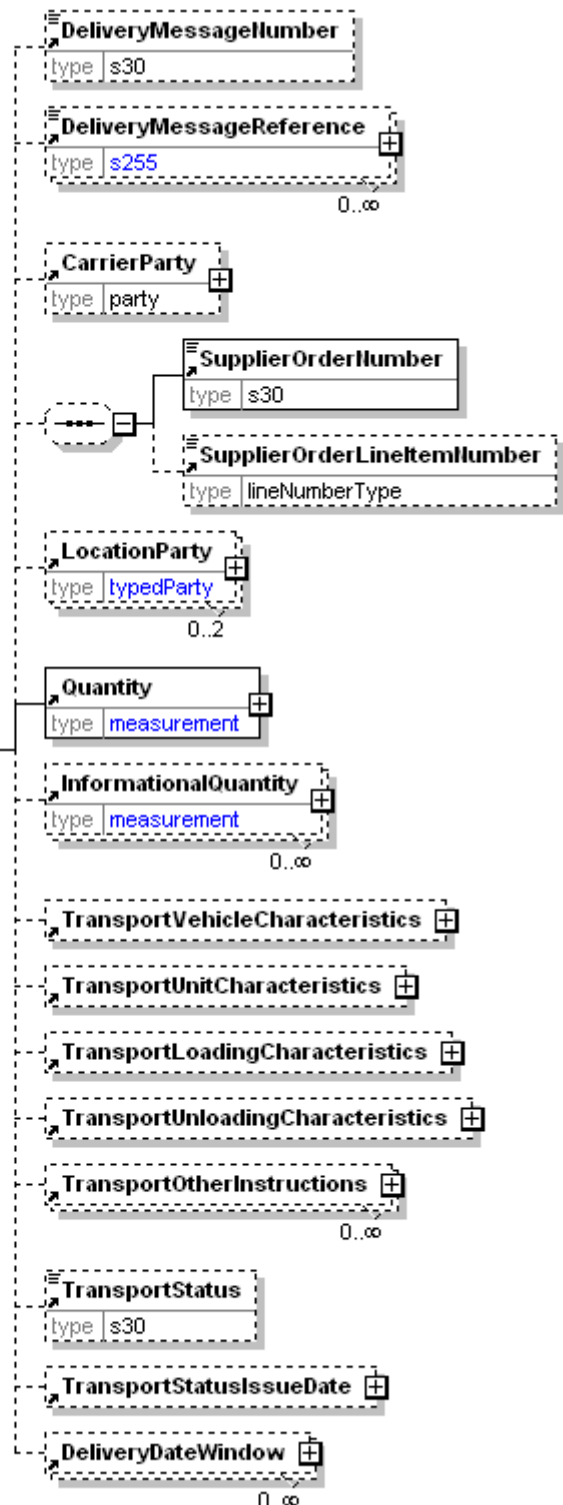 DeliveryMessageNumber
type s30
DeliveryMessageReference
type s255
0..∞
CarrierParty
type party
SupplierOrderNumber
type s30
SupplierOrderLineItemNumber
type lineNumberType
LocationParty
type typedParty
0..2
Quantity
type measurement
InformationalQuantity
type measurement
0..∞
TransportVehicleCharacteristics
TransportUnitCharacteristics
TransportLoadingCharacteristics
TransportUnloadingCharacteristics
TransportOtherInstructions
0..∞
TransportStatus
type s30
TransportStatusIssueDate
DeliveryDateWindow
0..∞